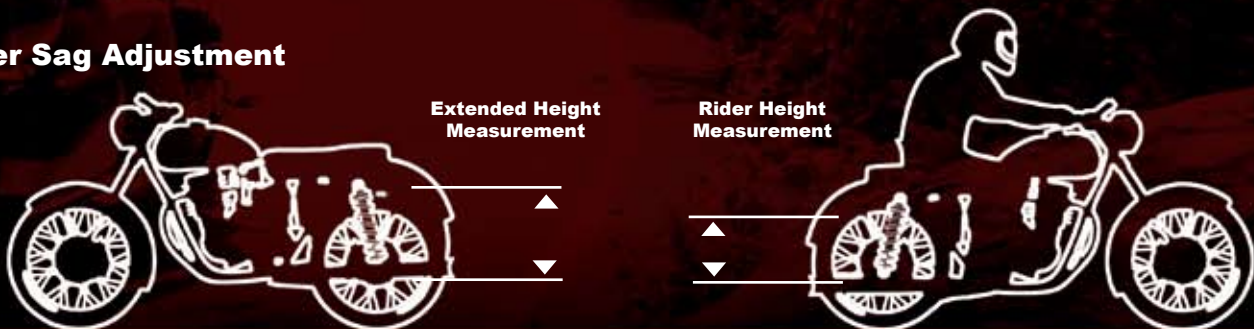 er Sag Adjustment
Extended Height
Measurement
Rider Height
Measurement